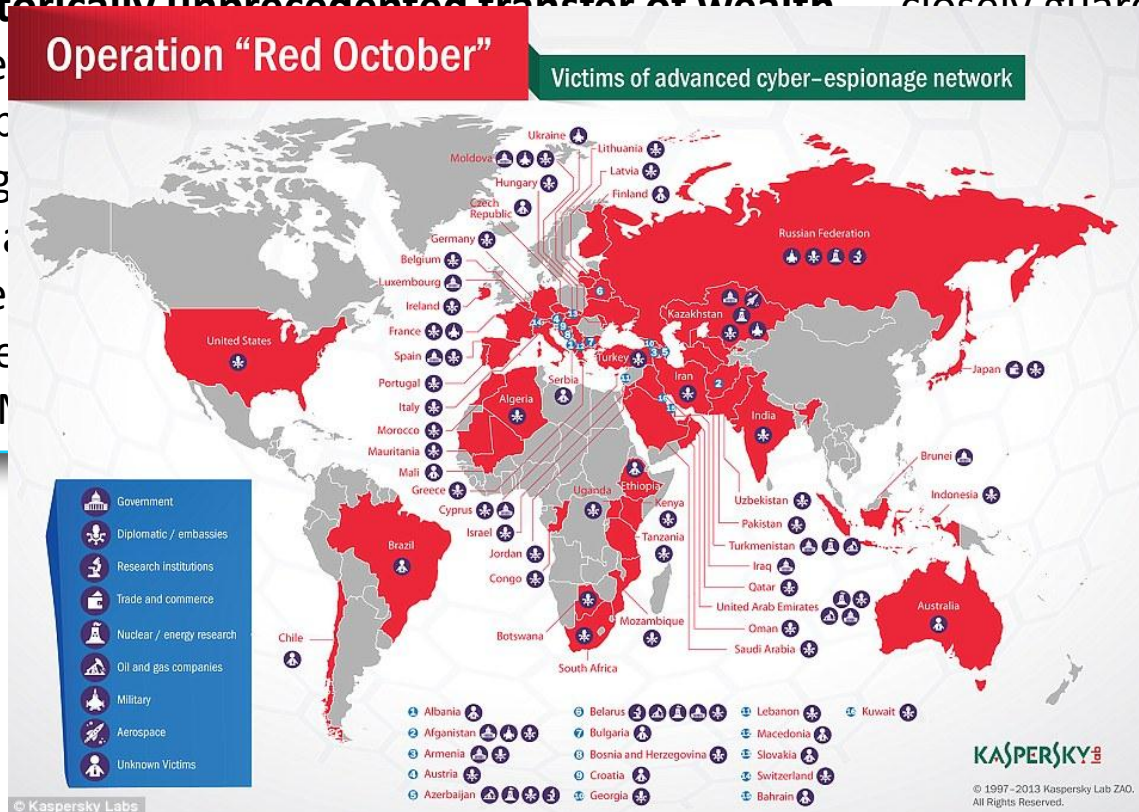 torically unprecedented transfer of wealth
closely guar
Operation “Red October”
Victims of advanced cyber–espionage network
Ukraine
Moldova
Hungary
Czech
Republic
Germany
Belgium
Luxembourg
Ireland
France
Spain
Portugal
Italy
Morocco
Mauritania
Mali
Greece
Cyprus
Israel
Jordan
Congo
Lithuania
Latvia
Finland
Russian Federation
Kazakhstan
United States
Turkey
Iran
Serbia
Algeria
India
Japan
Brunei
Indonesia
Ethiopia
Uganda
Kenya
Tanzania
Uzbekistan
Pakistan
Turkmenistan
Iraq
Qatar
United Arab Emirates
Oman
Saudi Arabia
Mozambique
Botswana
South Africa
Brazil
Chile
Australia
Government
Diplomatic / embassies
Research institutions
Trade and commerce
Nuclear / energy research
Oil and gas companies
Military
Aerospace
Unknown Victims
1 Albania
2 Afganistan
3 Armenia
4 Austria
5 Azerbaijan
6 Belarus
7 Bulgaria
8 Bosnia and Herzegovina
9 Croatia
10 Georgia
11 Lebanon
12 Macedonia
13 Slovakia
14 Switzerland
15 Bahrain
16 Kuwait
KASPERSKY lab
© 1997–2013 Kaspersky Lab ZAO.
All Rights Reserved.
© Kaspersky Labs